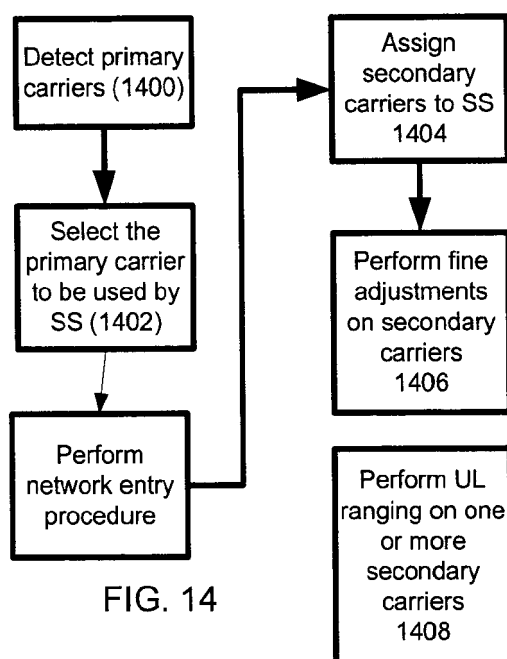 Detect primary
carriers (1400)
Select the
primary carrier
to be used by
SS (1402)
Perform
network entry
procedure
Assign
secondary
carriers to SS
1404
Perform fine
adjustments
on secondary
carriers
1406
Perform UL
ranging on one
or more
secondary
carriers
1408
FIG. 14